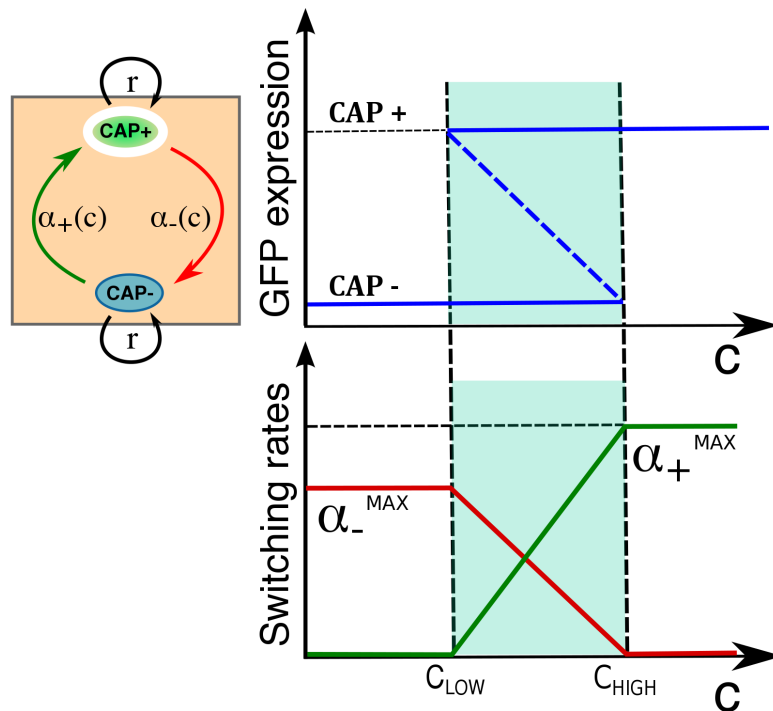 r
CAP+
α+(c)
α-(c)
CAP-
r
GFP expression
CAP +
CAP -
C
Switching rates
α- MAX
α+ MAX
CLOW
CHIGH
C